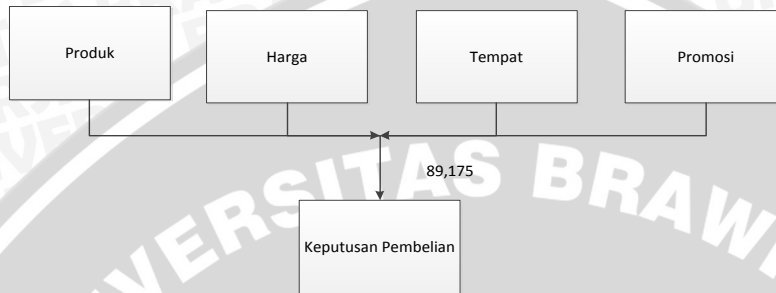 Produk
Harga
Tempat
Promosi
89,175
Keputusan Pembelian